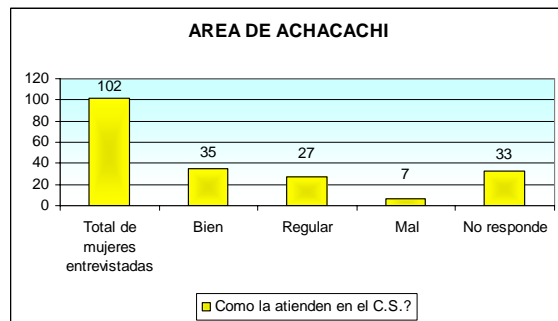 AREA DE ACHACACHI
120
100
80
60
40
20
0
102
35
27
7
33
Total de
mujeres
entrevistadas
Bien
Regular
Mal
No responde
Como la atienden en el C.S.?